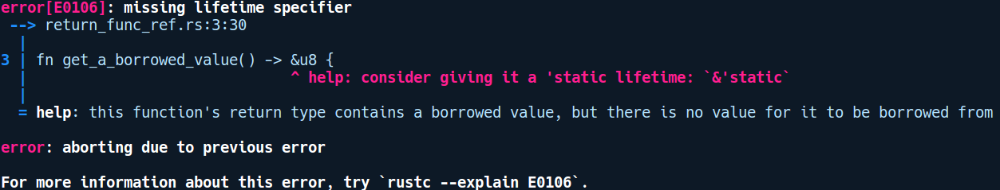 error[E0106]: missing lifetime specifier
 --> return_func_ref.rs:3:30
  |
3 | fn get_a_borrowed_value() -> &u8 {
  |                              ^ help: consider giving it a 'static lifetime: `&'static`
  |
  = help: this function's return type contains a borrowed value, but there is no value for it to be borrowed from
error: aborting due to previous error
For more information about this error, try `rustc --explain E0106`.